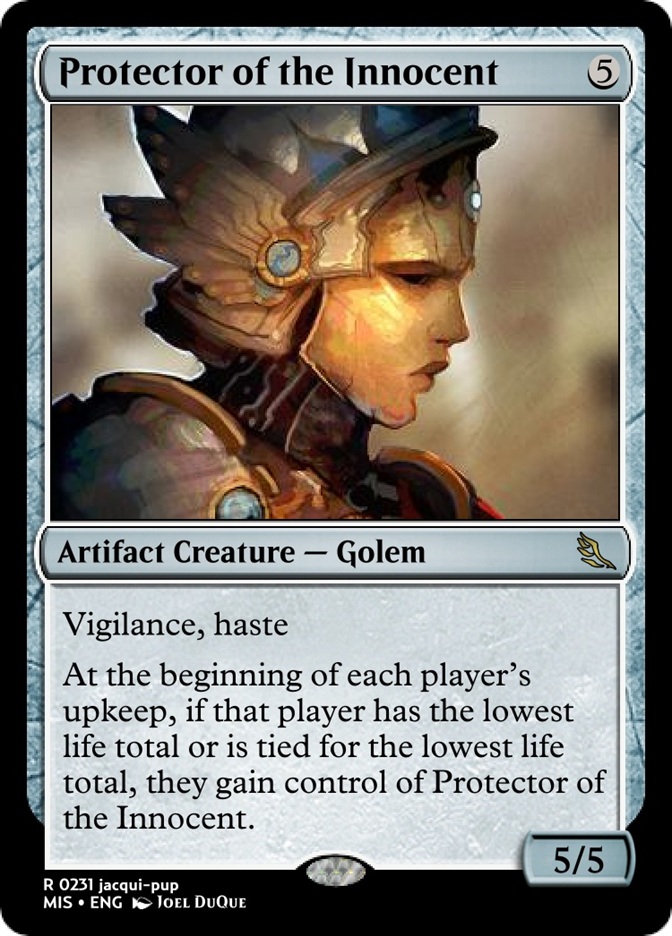 Protector of the Innocent 5
Artifact Creature — Golem
Vigilance, haste
At the beginning of each player's
upkeep, if that player has the lowest
life total or is tied for the lowest life
total, they gain control of Protector of
the Innocent.
5/5
R 0231 jacqui-pup
MIS • ENG Joel DuQue